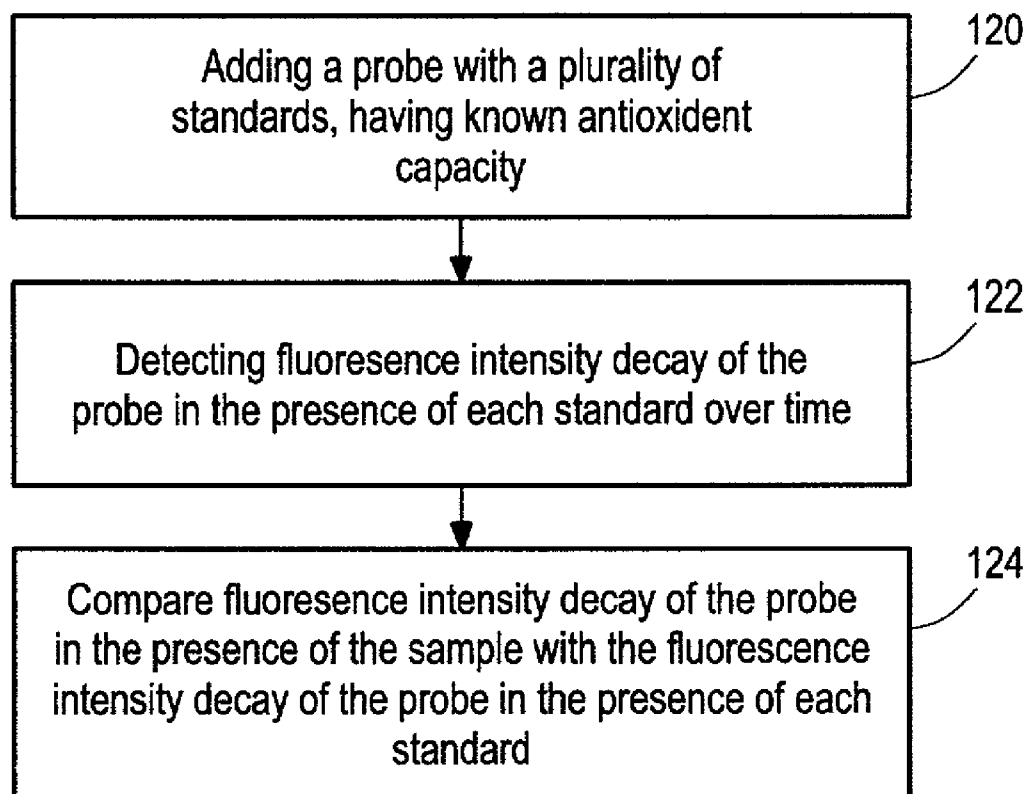 120
Adding a probe with a plurality of
standards, having known antioxident
capacity
122
Detecting fluoresence intensity decay of the
probe in the presence of each standard over time
124
Compare fluoresence intensity decay of the probe
in the presence of the sample with the fluorescence
intensity decay of the probe in the presence of each
standard